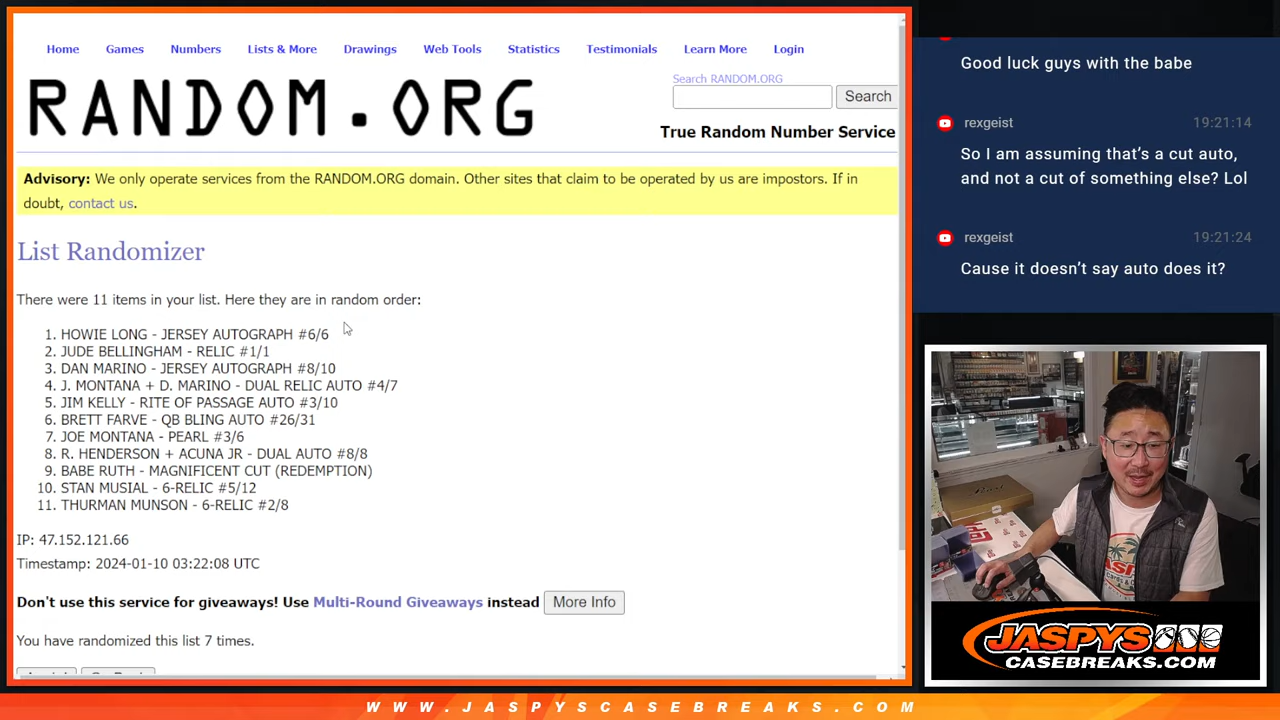 Home Games Numbers Lists & More Drawings Web Tools Statistics Testimonials Learn More Login
RANDOM.ORG
Search RANDOM.ORG
Search
True Random Number Service
Advisory: We only operate services from the RANDOM.ORG domain. Other sites that claim to be operated by us are impostors. If in
doubt, contact us.
List Randomizer
There were 11 items in your list. Here they are in random order:
1. HOWIE LONG - JERSEY AUTOGRAPH #6/6
2. JUDE BELLINGHAM - RELIC #1/1
3. DAN MARINO - JERSEY AUTOGRAPH #8/10
4. J. MONTANA + D. MARINO - DUAL RELIC AUTO #4/7
5. JIM KELLY - RITE OF PASSAGE AUTO #3/10
6. BRETT FARVE - QB BLING AUTO #26/31
7. JOE MONTANA - PEARL #3/6
8. R. HENDERSON + ACUNA JR - DUAL AUTO #8/8
9. BABE RUTH - MAGNIFICENT CUT (REDEMPTION)
10. STAN MUSIAL - 6-RELIC #5/12
11. THURMAN MUNSON - 6-RELIC #2/8
IP: 47.152.121.66
Timestamp: 2024-01-10 03:22:08 UTC
Don't use this service for giveaways! Use Multi-Round Giveaways instead More Info
You have randomized this list 7 times.
Good luck guys with the babe
rexgeist 19:21:14
So I am assuming that's a cut auto,
and not a cut of something else? Lol
rexgeist 19:21:24
Cause it doesn't say auto does it?
JASPYS
CASEBREAKS.COM
WWW.JASPYSCASEBREAKS.COM